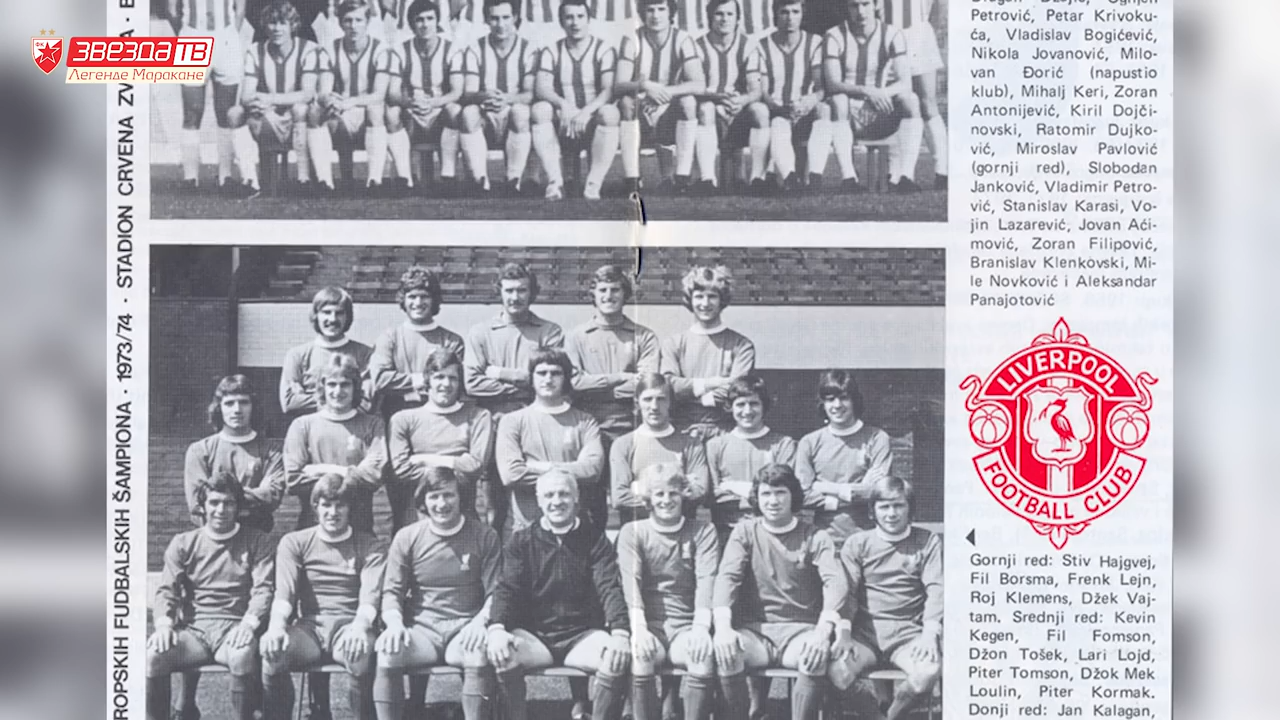 ЗВЕЗДА ТВ
Легенде Маракане
ROPSKIH FUDBALSKIH ŠAMPIONA · 1973/74 · STADION CRVENA
Petrović, Petar Krivoku-
ća, Vladislav Bogićević,
Nikola Jovanović, Milo-
van Đorić (napustio
klub), Mihalj Keri, Zoran
Antonijević, Kiril Dojči-
novski, Ratomir Dujko-
vić, Miroslav Pavlović
(gornji red), Slobodan
Janković, Vladimir Petro-
vić, Stanislav Karasi, Vo-
jin Lazarević, Jovan Aći-
mović, Zoran Filipović,
Branislav Klenkovski, Mi-
le Novković i Aleksandar
Panajotović
LIVERPOOL
FOOTBALL CLUB
Gornji red: Stiv Hajgvej,
Fil Borsma, Frenk Lejn,
Roj Klemens, Džek Vaj-
tam. Srednji red: Kevin
Kegen, Fil Fomson,
Džon Tošek, Lari Lojd,
Piter Tomson, Džok Mek
Loulin, Piter Kormak.
Donji red: Jan Kalagan,